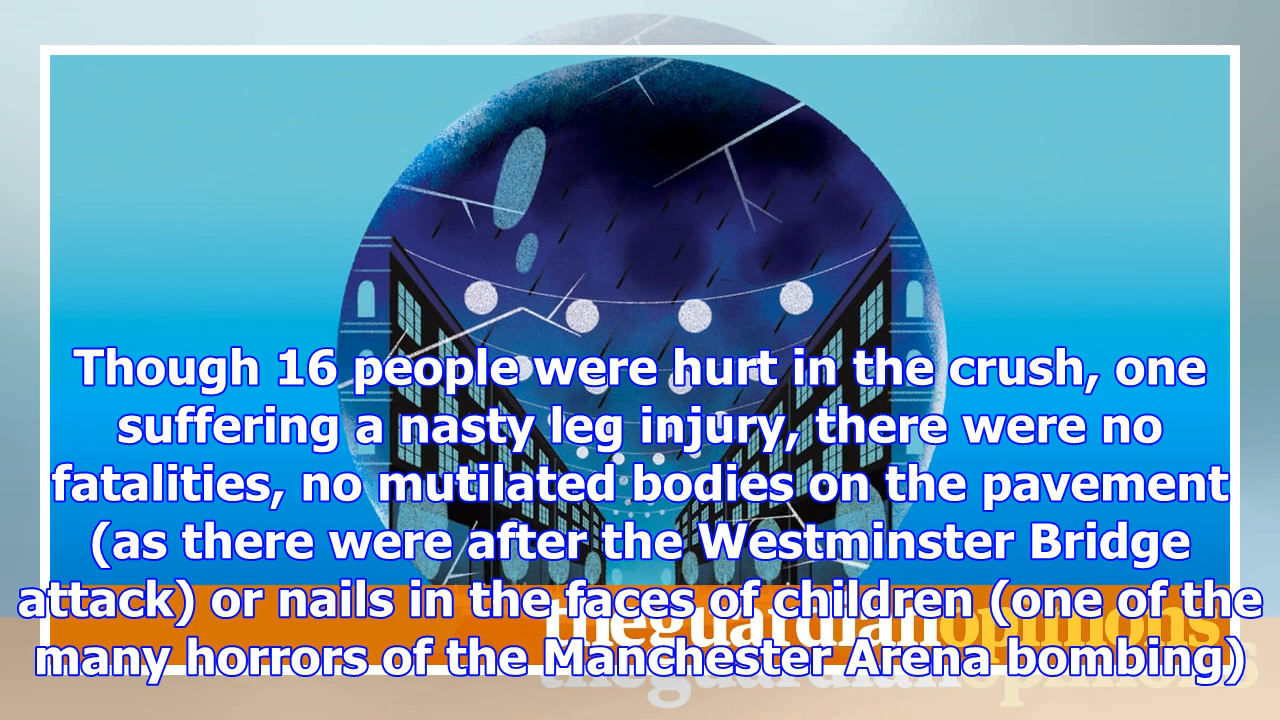 Though 16 people were hurt in the crush, one
suffering a nasty leg injury, there were no
fatalities, no mutilated bodies on the pavement
(as there were after the Westminster Bridge
attack) or nails in the faces of children (one of the
many horrors of the Manchester Arena bombing)
theguardianopinions
theguardianopinions